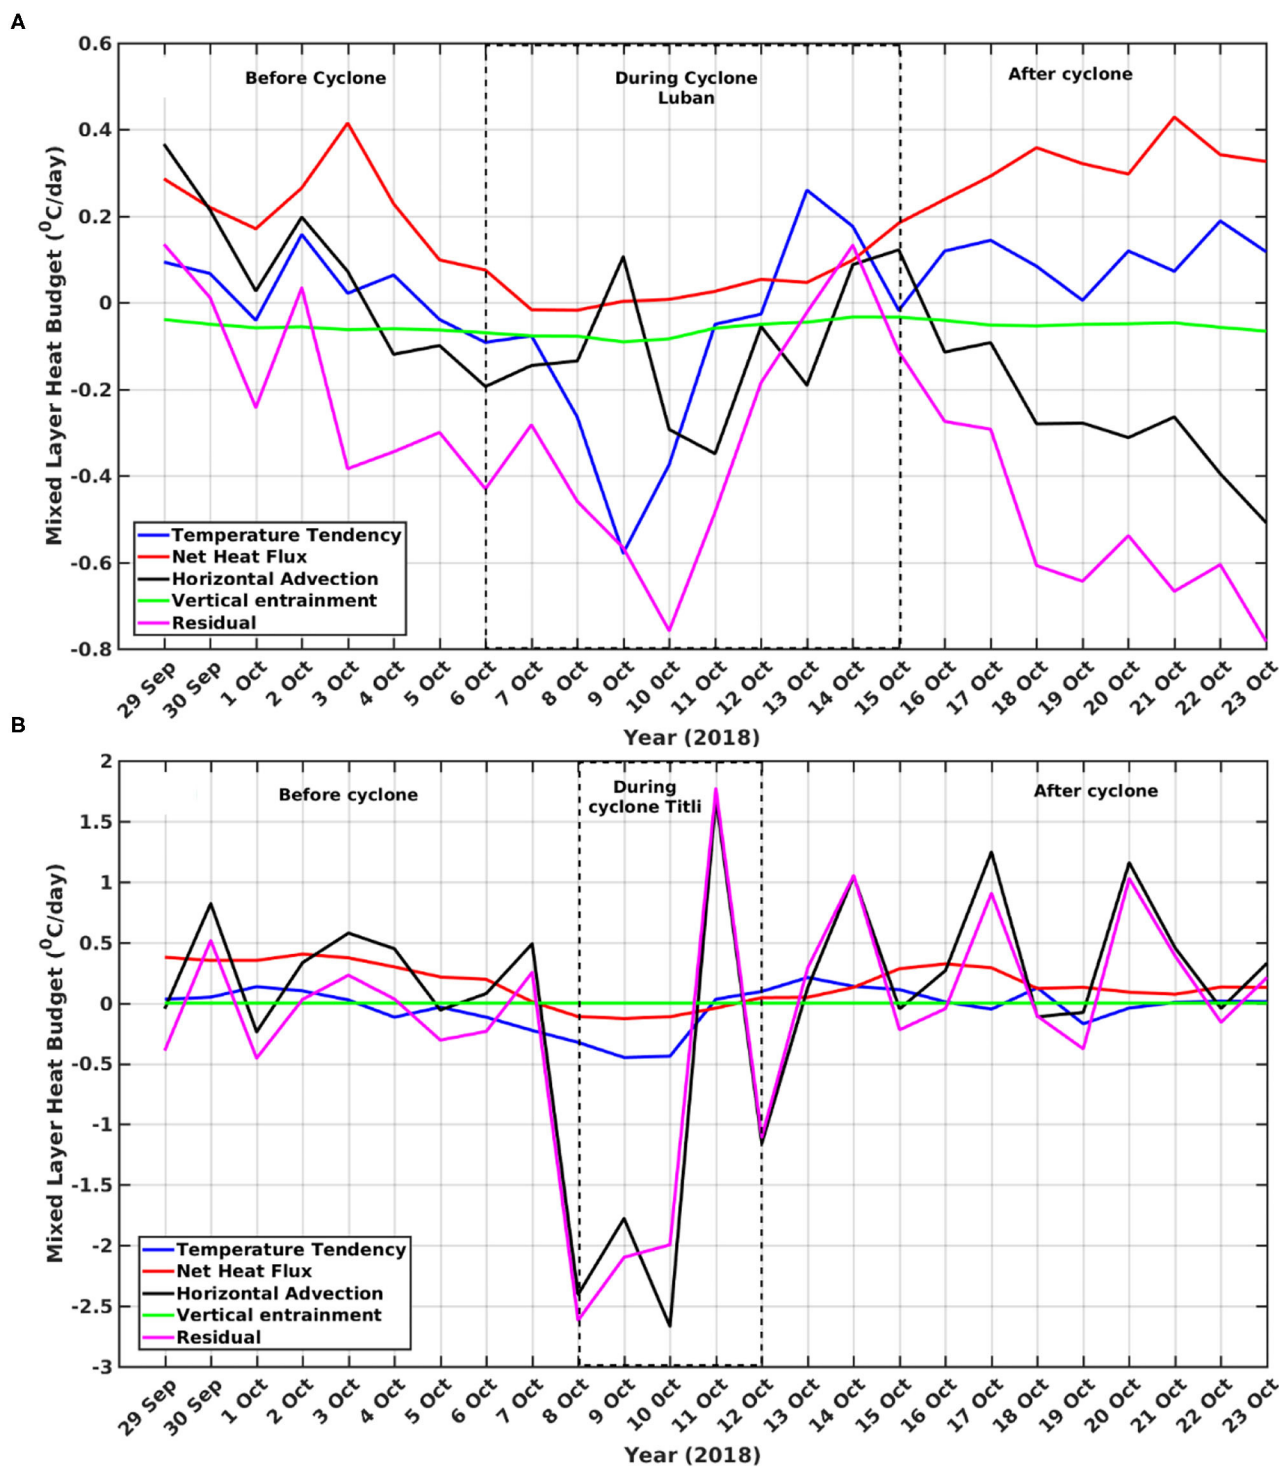 A
Mixed Layer Heat Budget (⁰C/day)
0.6
0.4
0.2
0
-0.2
-0.4
-0.6
-0.8
Before Cyclone
During Cyclone
Luban
After cyclone
Temperature Tendency
Net Heat Flux
Horizontal Advection
Vertical entrainment
Residual
29 Sep
30 Sep
1 Oct
2 Oct
3 Oct
4 Oct
5 Oct
6 Oct
7 Oct
8 Oct
9 Oct
10 Oct
11 Oct
12 Oct
13 Oct
14 Oct
15 Oct
16 Oct
17 Oct
18 Oct
19 Oct
20 Oct
21 Oct
22 Oct
23 Oct
Year (2018)
B
Mixed Layer Heat Budget (⁰C/day)
2
1.5
1
0.5
0
-0.5
-1
-1.5
-2
-2.5
-3
Before cyclone
During
cyclone Titli
After cyclone
Temperature Tendency
Net Heat Flux
Horizontal Advection
Vertical entrainment
Residual
29 Sep
30 Sep
1 Oct
2 Oct
3 Oct
4 Oct
5 Oct
6 Oct
7 Oct
8 Oct
9 Oct
10 Oct
11 Oct
12 Oct
13 Oct
14 Oct
15 Oct
16 Oct
17 Oct
18 Oct
19 Oct
20 Oct
21 Oct
22 Oct
23 Oct
Year (2018)